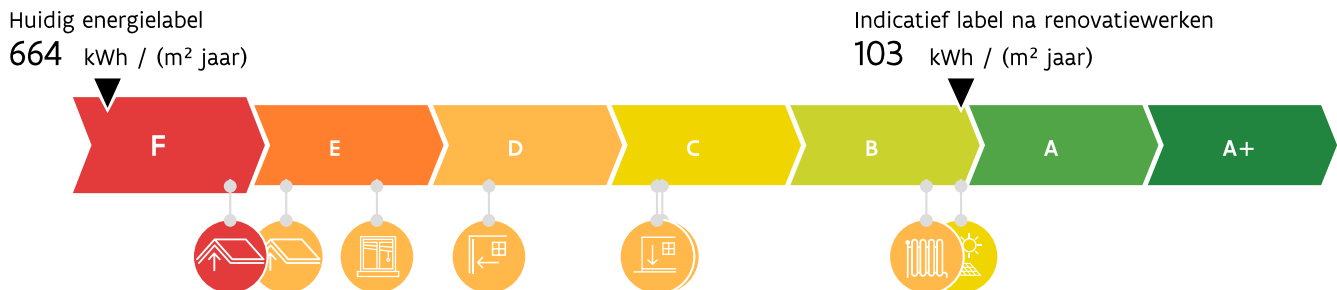 Huidig energielabel
664 kWh / (m² jaar)
Indicatief label na renovatiewerken
103 kWh / (m² jaar)
F E D C B A A+